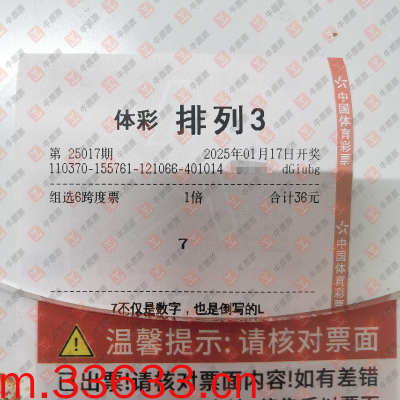 体彩 排列3
第 25017期 2025年01月17日开奖
110370-155761-121066-401014 dGiubg
组选6跨度票 1倍 合计36元
7
7不仅是数字，也是倒写的L
中国体育彩票
中国体育彩票
温馨提示:请核对票面
已出票!请核对票面内容!如有差错
m.33633.cn